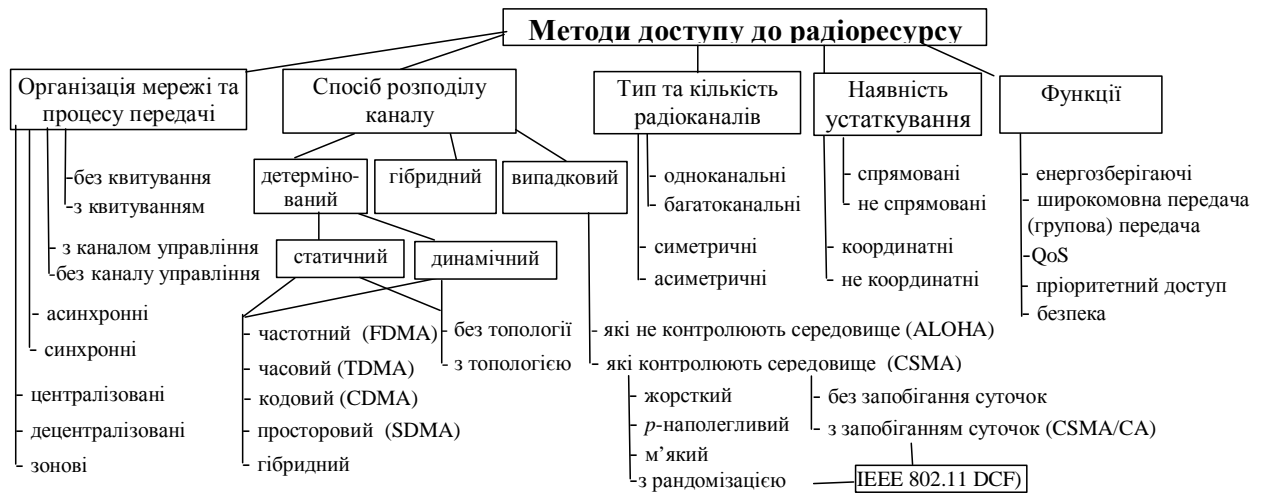 Методи доступу до радіоресурсу
Організація мережі та
процесу передачі
Спосіб розподілу
каналу
Тип та кількість
радіоканалів
Наявність
устаткування
Функції
-без квитування
-з квитуванням
- з каналом управління
-без каналу управління
- асинхронні
- синхронні
- централізовані
- децентралізовані
- зонові
детерміно-
ваний
гібридний
випадковий
статичний
динамічний
- частотний (FDMA)
- часовий (TDMA)
- кодовий (CDMA)
- просторовий (SDMA)
- гібридний
- без топології
- з топологією
- які не контролюють середовище (ALOHA)
- які контролюють середовище (CSMA)
- жорсткий
- p-наполегливий
- м’який
-з рандомізацією
- без запобігання суточок
- з запобіганням суточок (CSMA/CA)
IEEE 802.11 DCF)
- одноканальні
- багатоканальні
- симетричні
- асиметричні
- спрямовані
- не спрямовані
- координатні
- не координатні
- енергозберігаючі
- широкомовна передача
(групова) передача
-QoS
- пріоритетний доступ
- безпека